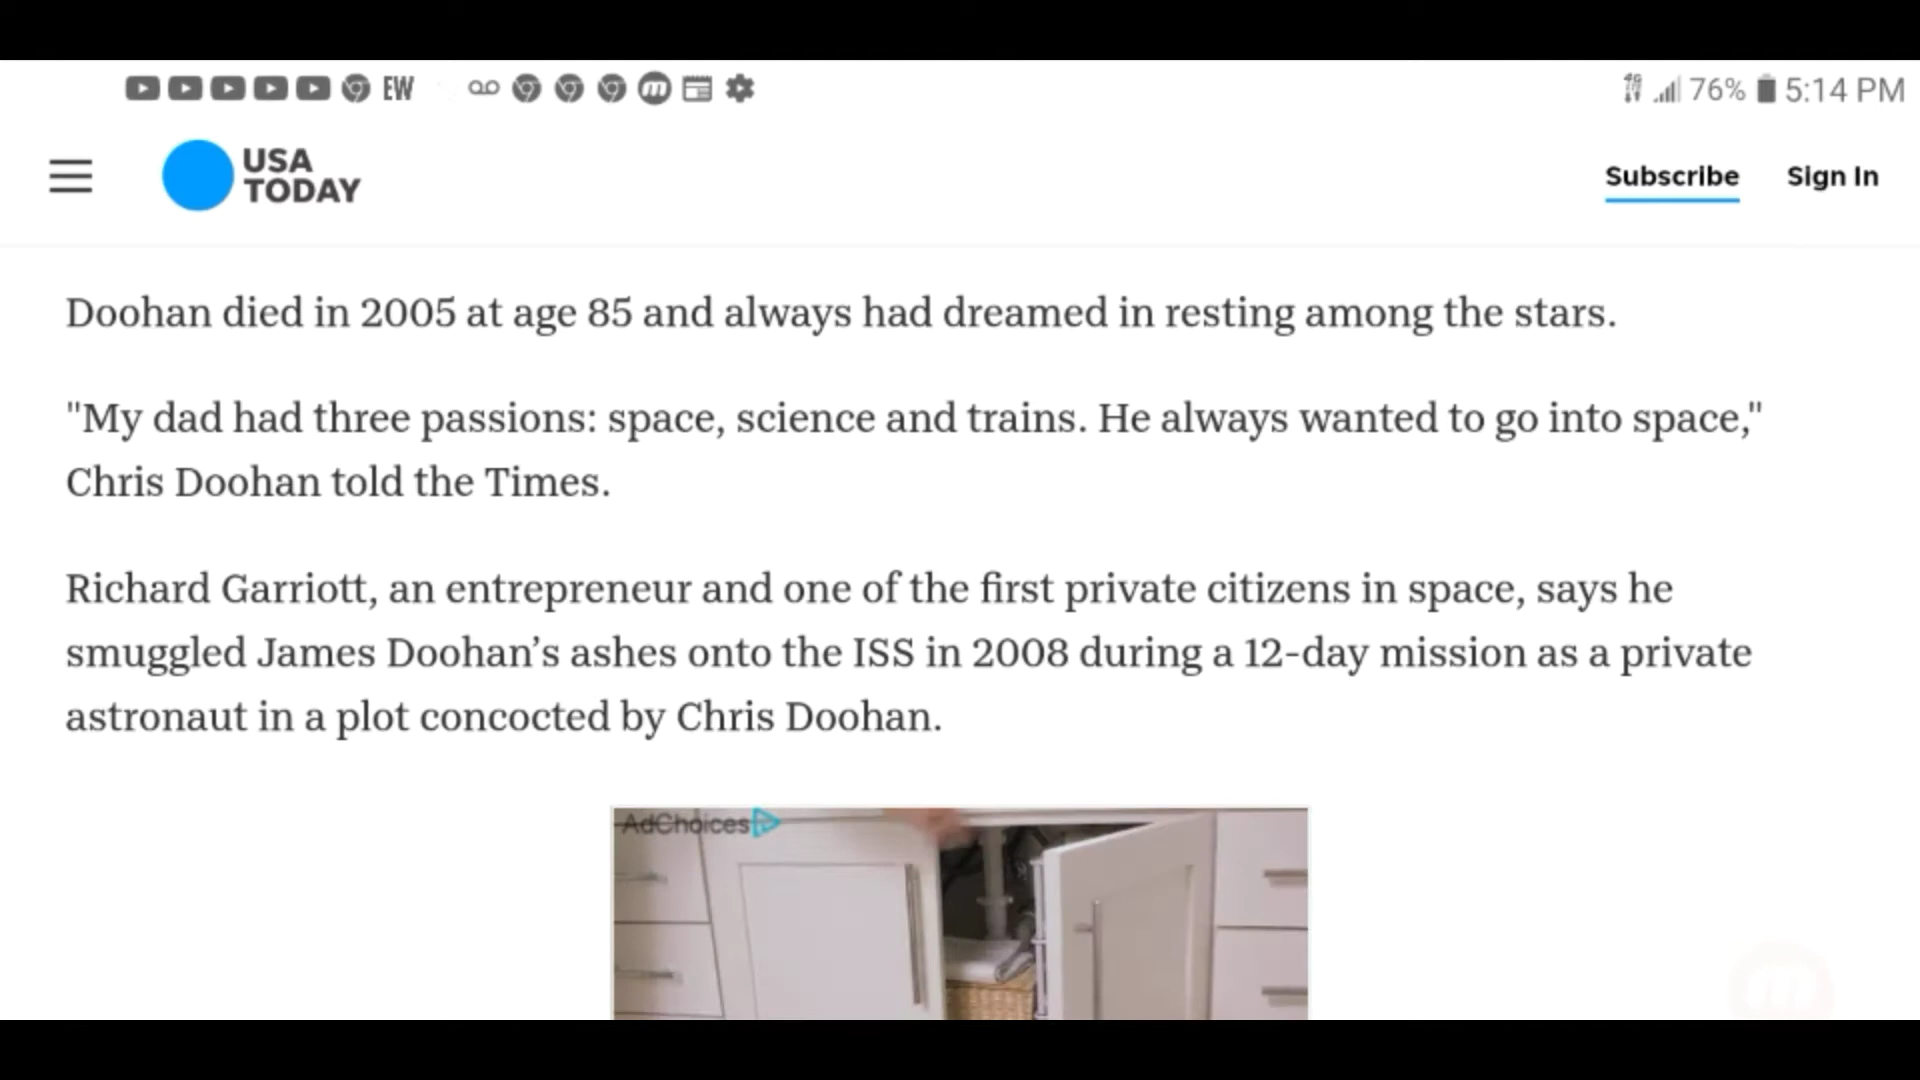 EW
4G
76%
5:14 PM
USA
TODAY
Subscribe
Sign In
Doohan died in 2005 at age 85 and always had dreamed in resting among the stars.
"My dad had three passions: space, science and trains. He always wanted to go into space,"
Chris Doohan told the Times.
Richard Garriott, an entrepreneur and one of the first private citizens in space, says he
smuggled James Doohan’s ashes onto the ISS in 2008 during a 12-day mission as a private
astronaut in a plot concocted by Chris Doohan.
AdChoices
m